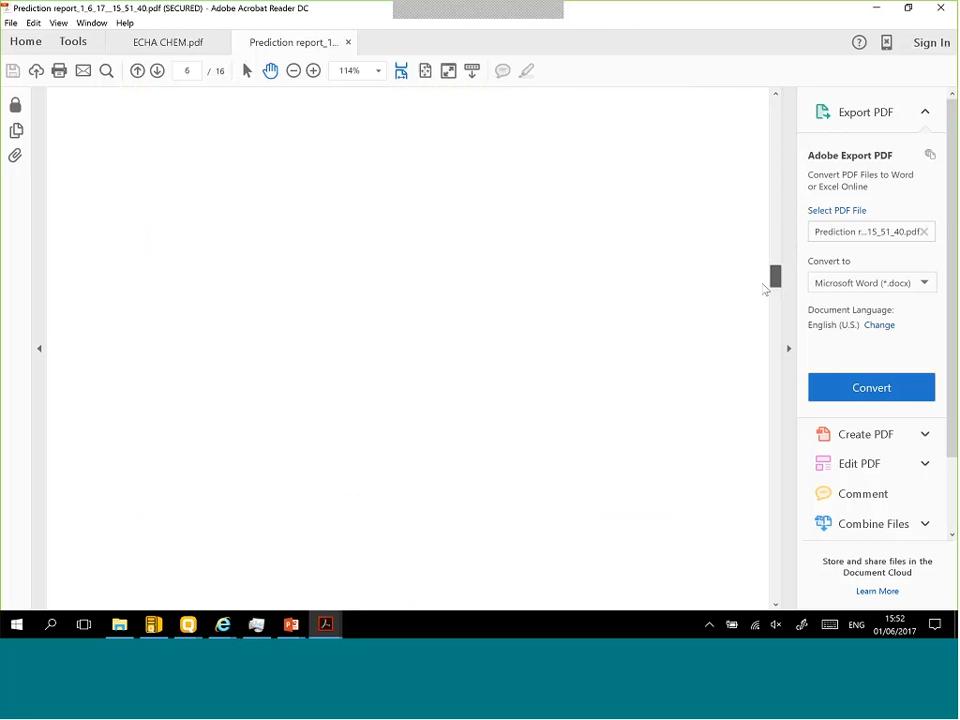 Prediction report_1_6_17__15_51_40.pdf (SECURED) - Adobe Acrobat Reader DC
File Edit View Window Help
Home Tools ECHA CHEM.pdf Prediction report_1... × Sign In
6 / 16 114%
Export PDF
Adobe Export PDF
Convert PDF Files to Word
or Excel Online
Select PDF File
Prediction r...15_51_40.pdf
Convert to
Microsoft Word (*.docx)
Document Language:
English (U.S.) Change
Convert
Create PDF
Edit PDF
Comment
Combine Files
Store and share files in the
Document Cloud
Learn More
ENG
15:52
01/06/2017